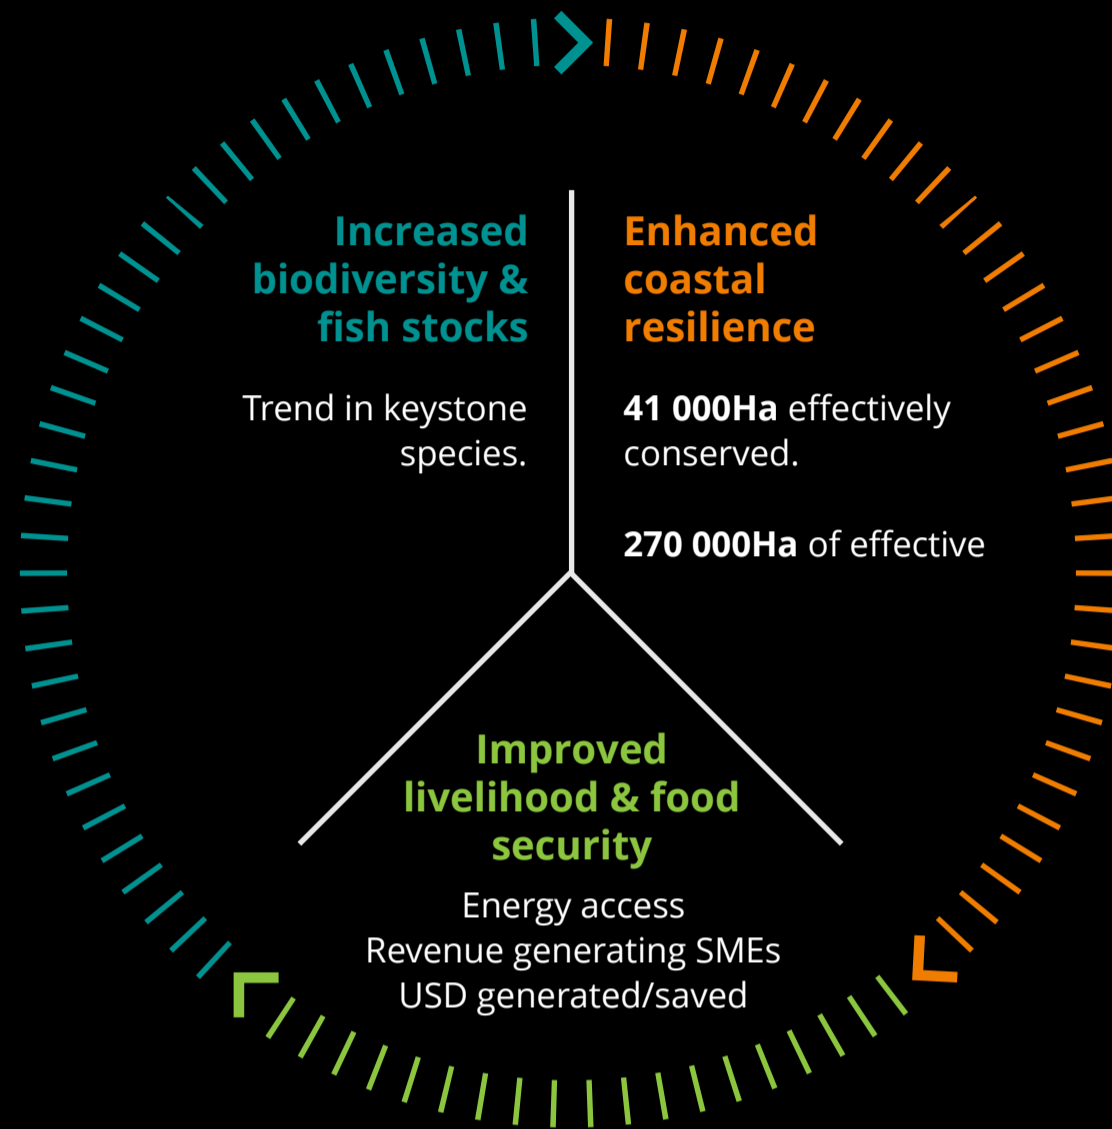 Increased
biodiversity &
fish stocks
Trend in keystone
species.
Enhanced
coastal
resilience
41 000Ha effectively
conserved.
270 000Ha of effective
Improved
livelihood & food
security
Energy access
Revenue generating SMEs
USD generated/saved